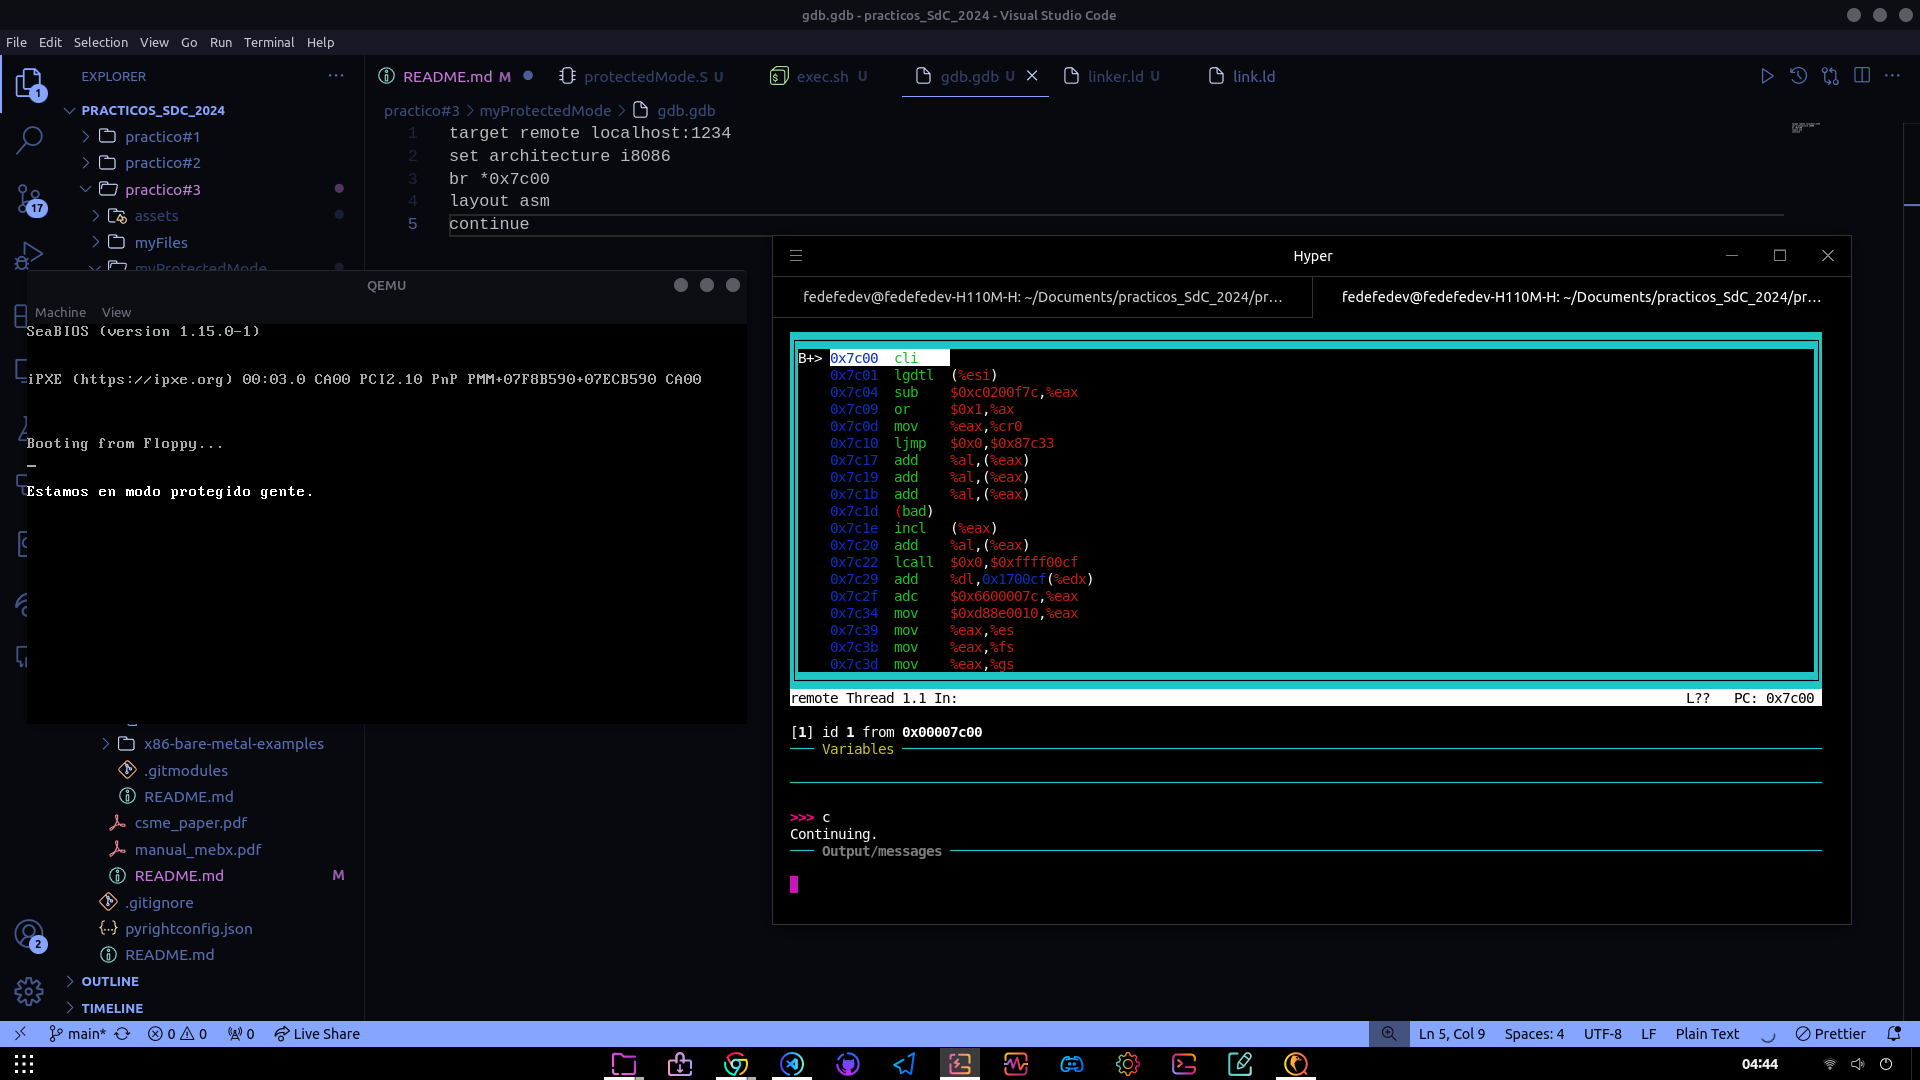 gdb.gdb - practicos_SdC_2024 - Visual Studio Code
File Edit Selection View Go Run Terminal Help
EXPLORER
PRACTICOS_SDC_2024
practico#1
practico#2
practico#3
assets
myFiles
myProtectedMode
x86-bare-metal-examples
.gitmodules
README.md
csme_paper.pdf
manual_mebx.pdf
README.md M
.gitignore
pyrightconfig.json
README.md
OUTLINE
TIMELINE
1
17
2
README.md M protectedMode.S U exec.sh U gdb.gdb U linker.ld U link.ld
practico#3 myProtectedMode gdb.gdb
1 target remote localhost:1234
2 set architecture i8086
3 br *0x7c00
4 layout asm
5 continue
QEMU
Machine View
SeaBIOS (version 1.15.0-1)
iPXE (https://ipxe.org) 00:03.0 CA00 PCI2.10 PnP PMM+07F8B590+07ECB590 CA00
Booting from Floppy...
Estamos en modo protegido gente.
Hyper
fedefedev@fedefedev-H110M-H: ~/Documents/practicos_SdC_2024/pr... fedefedev@fedefedev-H110M-H: ~/Documents/practicos_SdC_2024/pr...
B+> 0x7c00 cli
0x7c01 lgdtl (%esi)
0x7c04 sub $0xc0200f7c,%eax
0x7c09 or $0x1,%ax
0x7c0d mov %eax,%cr0
0x7c10 ljmp $0x0,$0x87c33
0x7c17 add %al,(%eax)
0x7c19 add %al,(%eax)
0x7c1b add %al,(%eax)
0x7c1d (bad)
0x7c1e incl (%eax)
0x7c20 add %al,(%eax)
0x7c22 lcall $0x0,$0xffff00cf
0x7c29 add %dl,0x1700cf(%edx)
0x7c2f adc $0x6600007c,%eax
0x7c34 mov $0xd88e0010,%eax
0x7c39 mov %eax,%es
0x7c3b mov %eax,%fs
0x7c3d mov %eax,%gs
remote Thread 1.1 In: L?? PC: 0x7c00
[1] id 1 from 0x00007c00
Variables
>>> c
Continuing.
Output/messages
main* 0 0 0 Live Share Ln 5, Col 9 Spaces: 4 UTF-8 LF Plain Text Prettier
04:44